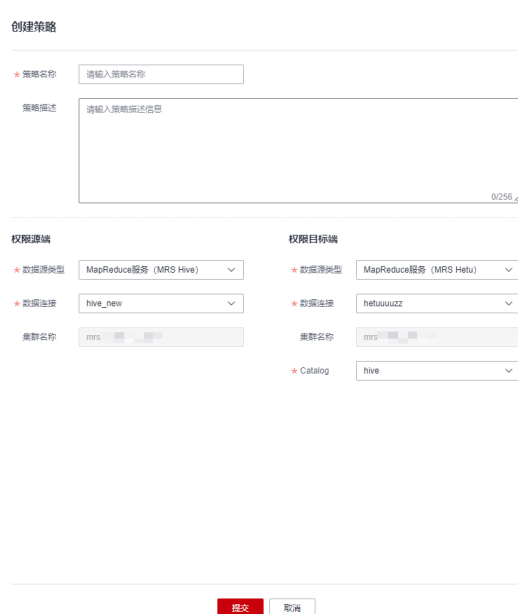 创建策略
* 策略名称 请输入策略名称
策略描述 请输入策略描述信息
0/256
权限源端 权限目标端
* 数据源类型 MapReduce服务（MRS Hive） * 数据源类型 MapReduce服务（MRS Hetu）
* 数据连接 hive_new * 数据连接 hetuuuuzz
集群名称 mrs 集群名称 mrs
* Catalog hive
提交 取消